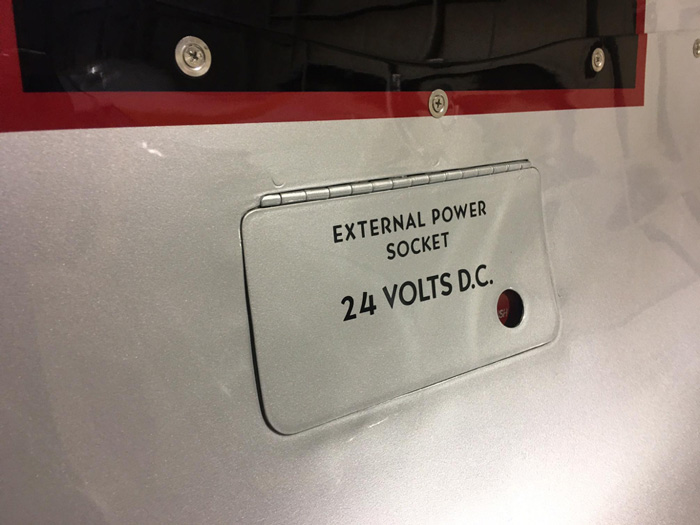 EXTERNAL POWER
SOCKET
24 VOLTS D.C.